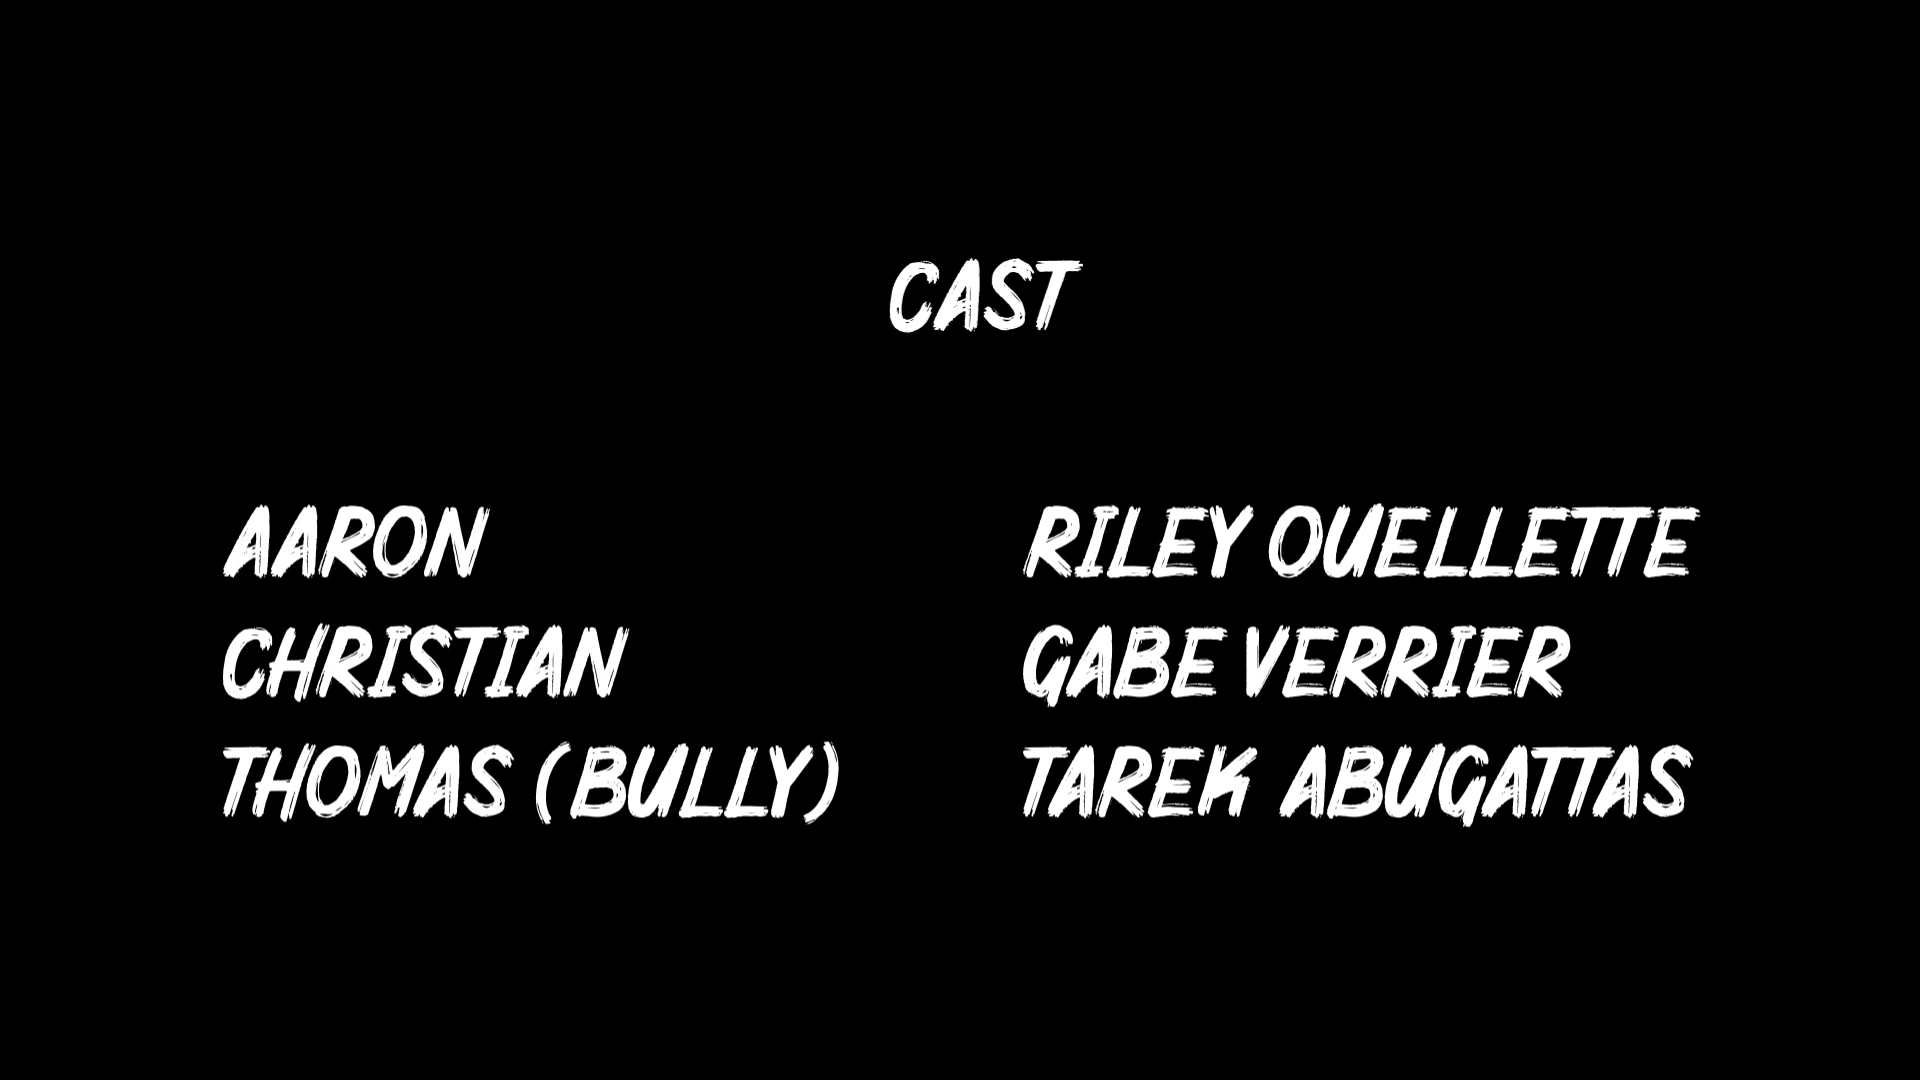 CAST
AARON RILEY OUELLETTE
CHRISTIAN GABE VERRIER
THOMAS (BULLY) TAREK ABUGATTAS